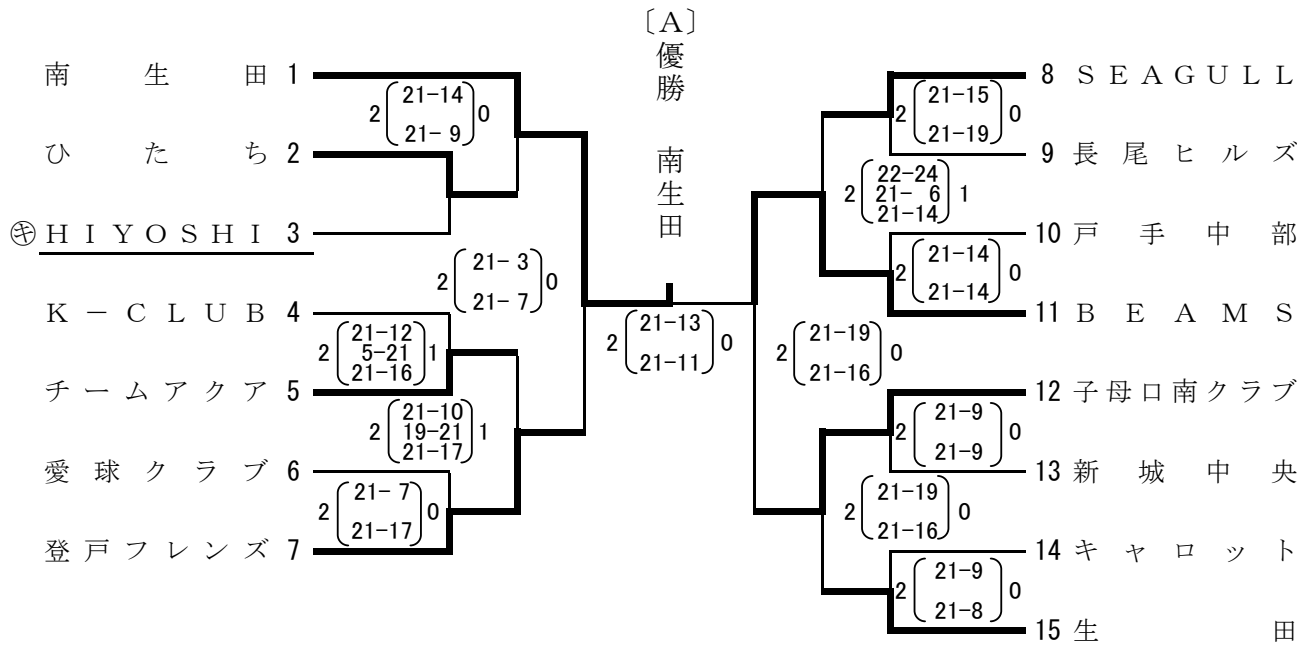 〔A〕
優勝 南生田
南生田 1
ひたち 2
㋖HIYOSHI 3
K－CLUB 4
チームアクア 5
愛球クラブ 6
登戸フレンズ 7
2 21-14 0
21- 9
2 21- 3 0
21- 7
2 21-12 1
5-21
21-16
2 21-10 1
19-21
21-17
2 21- 7 0
21-17
2 21-13 0
21-11
8 SEAGULL
9 長尾ヒルズ
10 戸手中部
11 BEAMS
12 子母口南クラブ
13 新城中央
14 キャロット
15 生田
2 21-15 0
21-19
2 22-24 1
21- 6
21-14
2 21-14 0
21-14
2 21-19 0
21-16
2 21-9 0
21-9
2 21-19 0
21-16
2 21-9 0
21-8